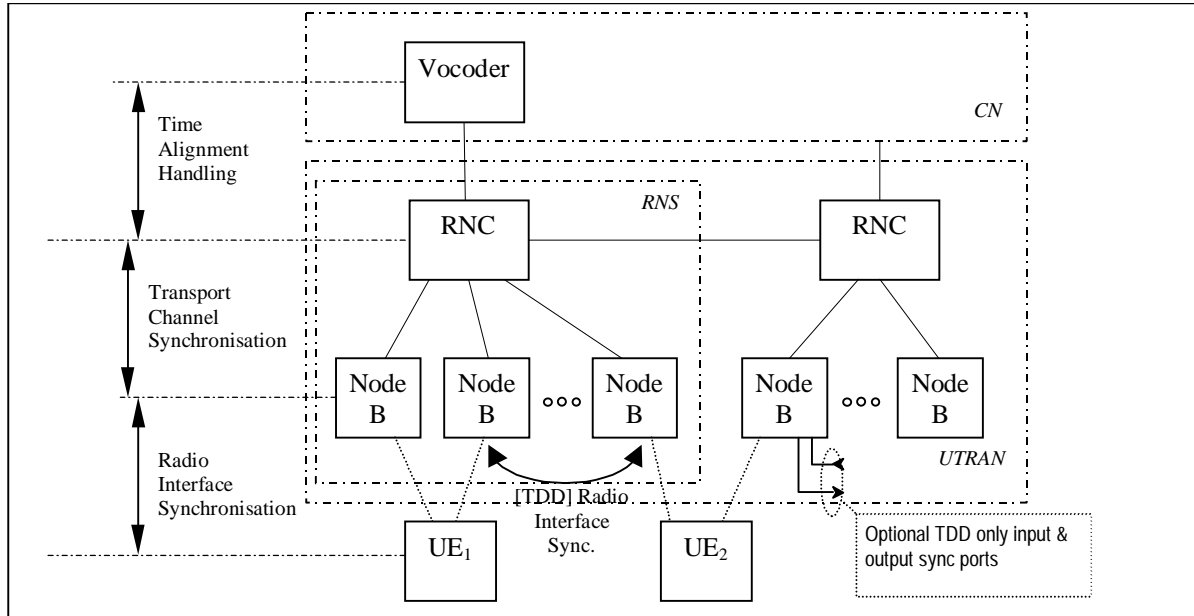 Vocoder
CN
Time
Alignment
Handling
RNS
RNC
RNC
Transport
Channel
Synchronisation
Node
B
Node
B
Node
B
Node
B
Node
B
UTRAN
Radio
Interface
Synchronisation
[TDD] Radio
Interface
Sync.
UE1
UE2
Optional TDD only input &
output sync ports